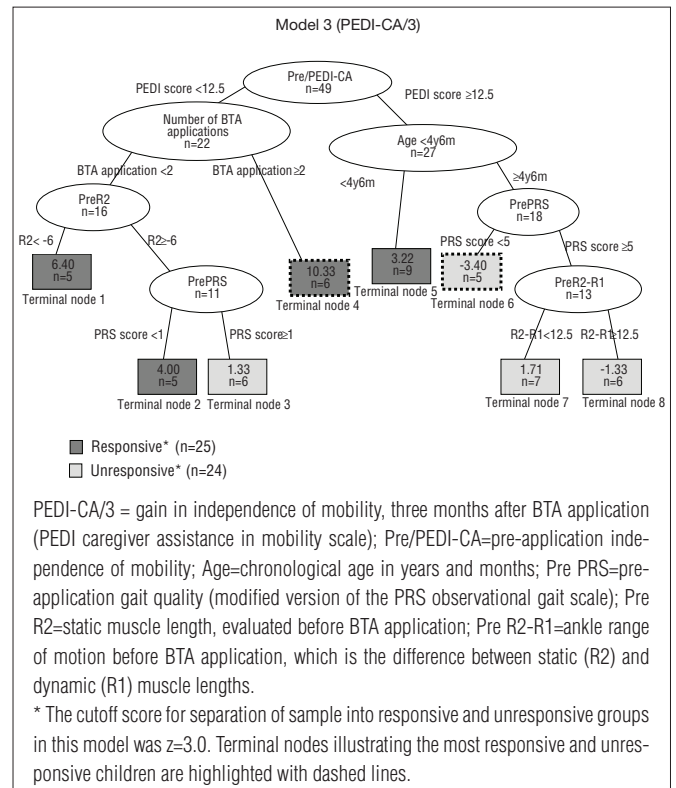 Model 3 (PEDI-CA/3)
Pre/PEDI-CA
n=49
PEDI score <12.5
PEDI score ≥12.5
Number of BTA
applications
n=22
Age <4y6m
n=27
BTA application <2
BTA application≥2
<4y6m
≥4y6m
PreR2
n=16
PrePRS
n=18
R2< -6
R2≥-6
PRS score <5
PRS score ≥5
6.40
n=5
Terminal node 1
PrePRS
n=11
10.33
n=6
Terminal node 4
3.22
n=9
Terminal node 5
-3.40
n=5
Terminal node 6
PreR2-R1
n=13
PRS score <1
PRS score≥1
R2-R1<12.5
R2-R1≥12.5
4.00
n=5
Terminal node 2
1.33
n=6
Terminal node 3
1.71
n=7
Terminal node 7
-1.33
n=6
Terminal node 8
Responsive* (n=25)
Unresponsive* (n=24)
PEDI-CA/3 = gain in independence of mobility, three months after BTA application
(PEDI caregiver assistance in mobility scale); Pre/PEDI-CA=pre-application inde-
pendence of mobility; Age=chronological age in years and months; Pre PRS=pre-
application gait quality (modified version of the PRS observational gait scale); Pre
R2=static muscle length, evaluated before BTA application; Pre R2-R1=ankle range
of motion before BTA application, which is the difference between static (R2) and
dynamic (R1) muscle lengths.
* The cutoff score for separation of sample into responsive and unresponsive groups
in this model was z=3.0. Terminal nodes illustrating the most responsive and unres-
ponsive children are highlighted with dashed lines.